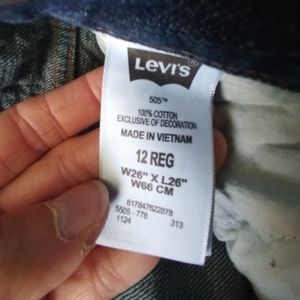 Levi's®
505™
100% COTTON
EXCLUSIVE OF DECORATION
MADE IN VIETNAM
12 REG
W26" X L26"
W66 CM
617847622878
5505 - 778 313
1124